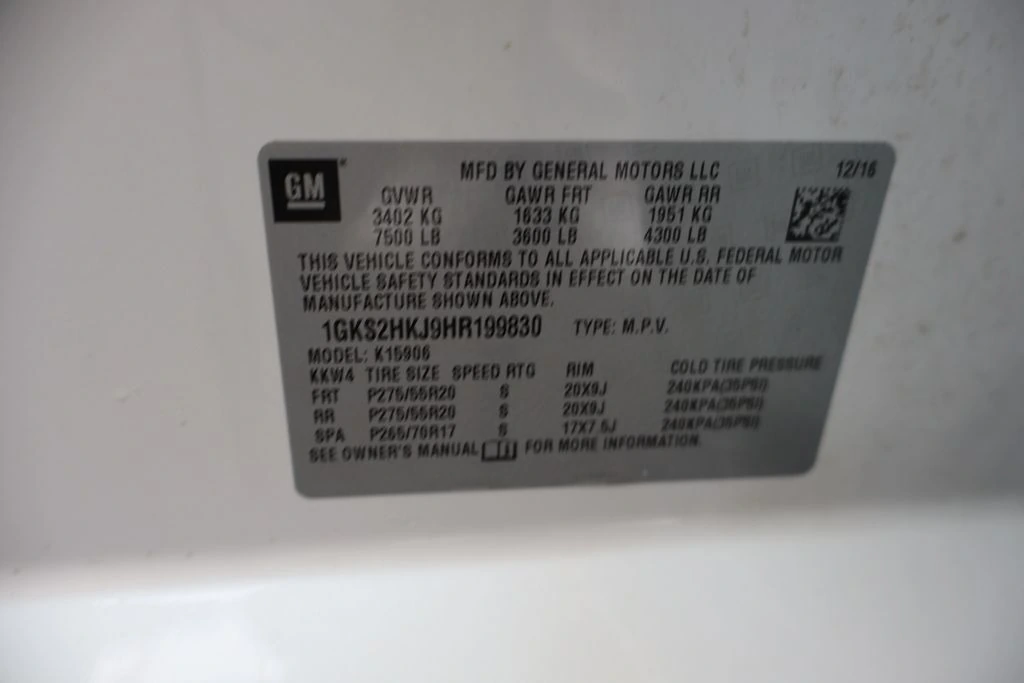 GM
MFD BY GENERAL MOTORS LLC 12/16
GVWR GAWR FRT GAWR RR
3402 KG 1633 KG 1951 KG
7500 LB 3600 LB 4300 LB
THIS VEHICLE CONFORMS TO ALL APPLICABLE U.S. FEDERAL MOTOR
VEHICLE SAFETY STANDARDS IN EFFECT ON THE DATE OF
MANUFACTURE SHOWN ABOVE.
1GKS2HKJ9HR199830 TYPE: M.P.V.
MODEL: K15906
KKW4 TIRE SIZE SPEED RTG RIM COLD TIRE PRESSURE
FRT P275/55R20 S 20X9J 240KPA(35PSI)
RR P275/55R20 S 20X9J 240KPA(35PSI)
SPA P265/70R17 S 17X7.5J 240KPA(35PSI)
SEE OWNER'S MANUAL FOR MORE INFORMATION.